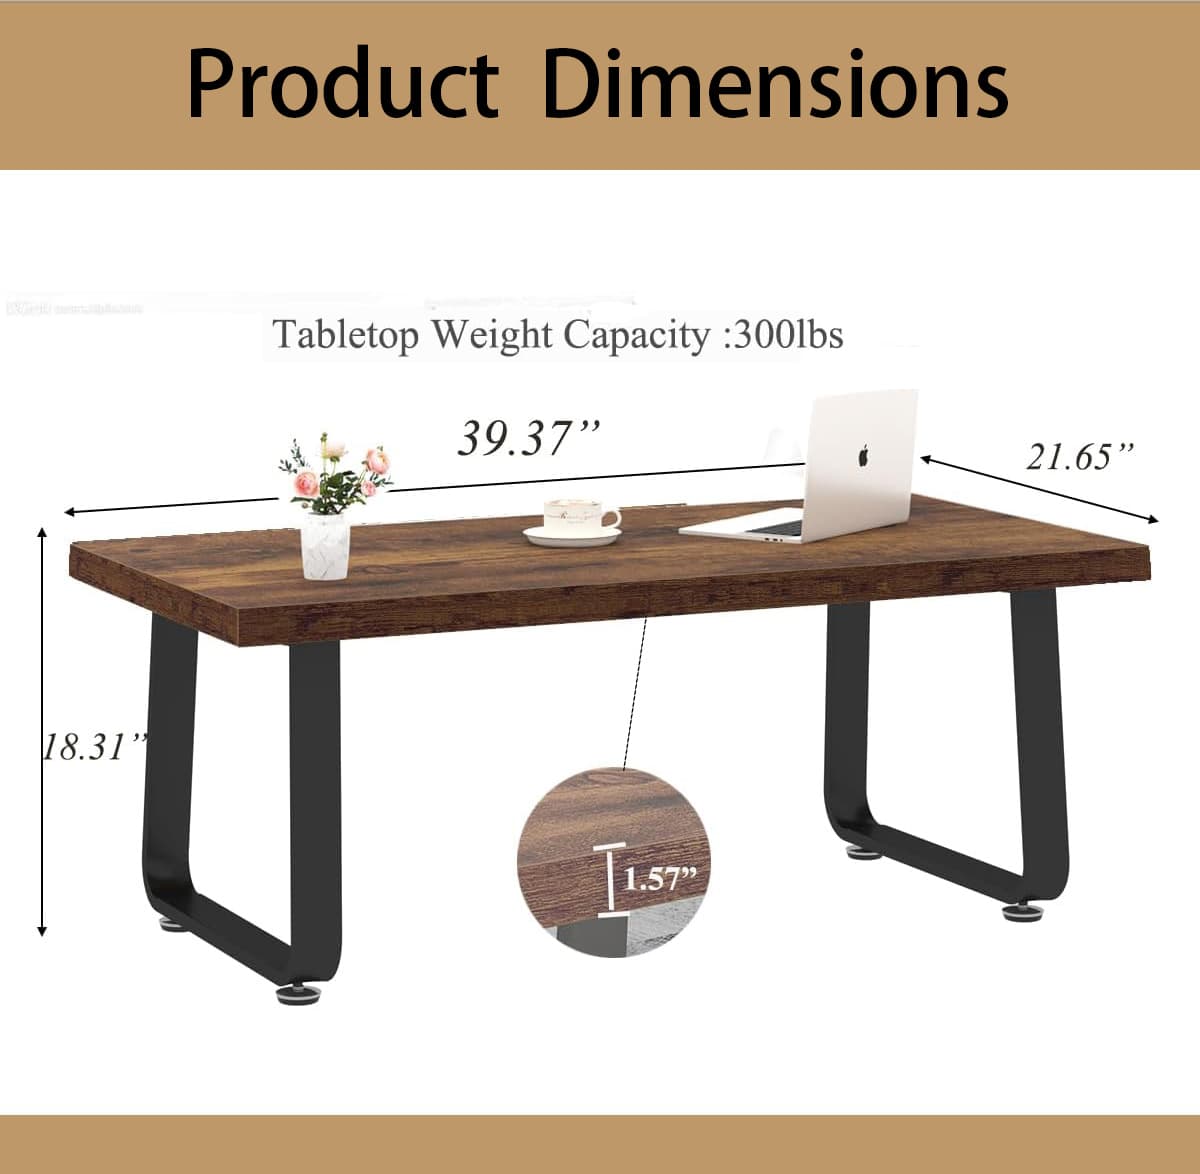 Product Dimensions
Tabletop Weight Capacity :300lbs
39.37”
21.65”
18.31”
1.57”